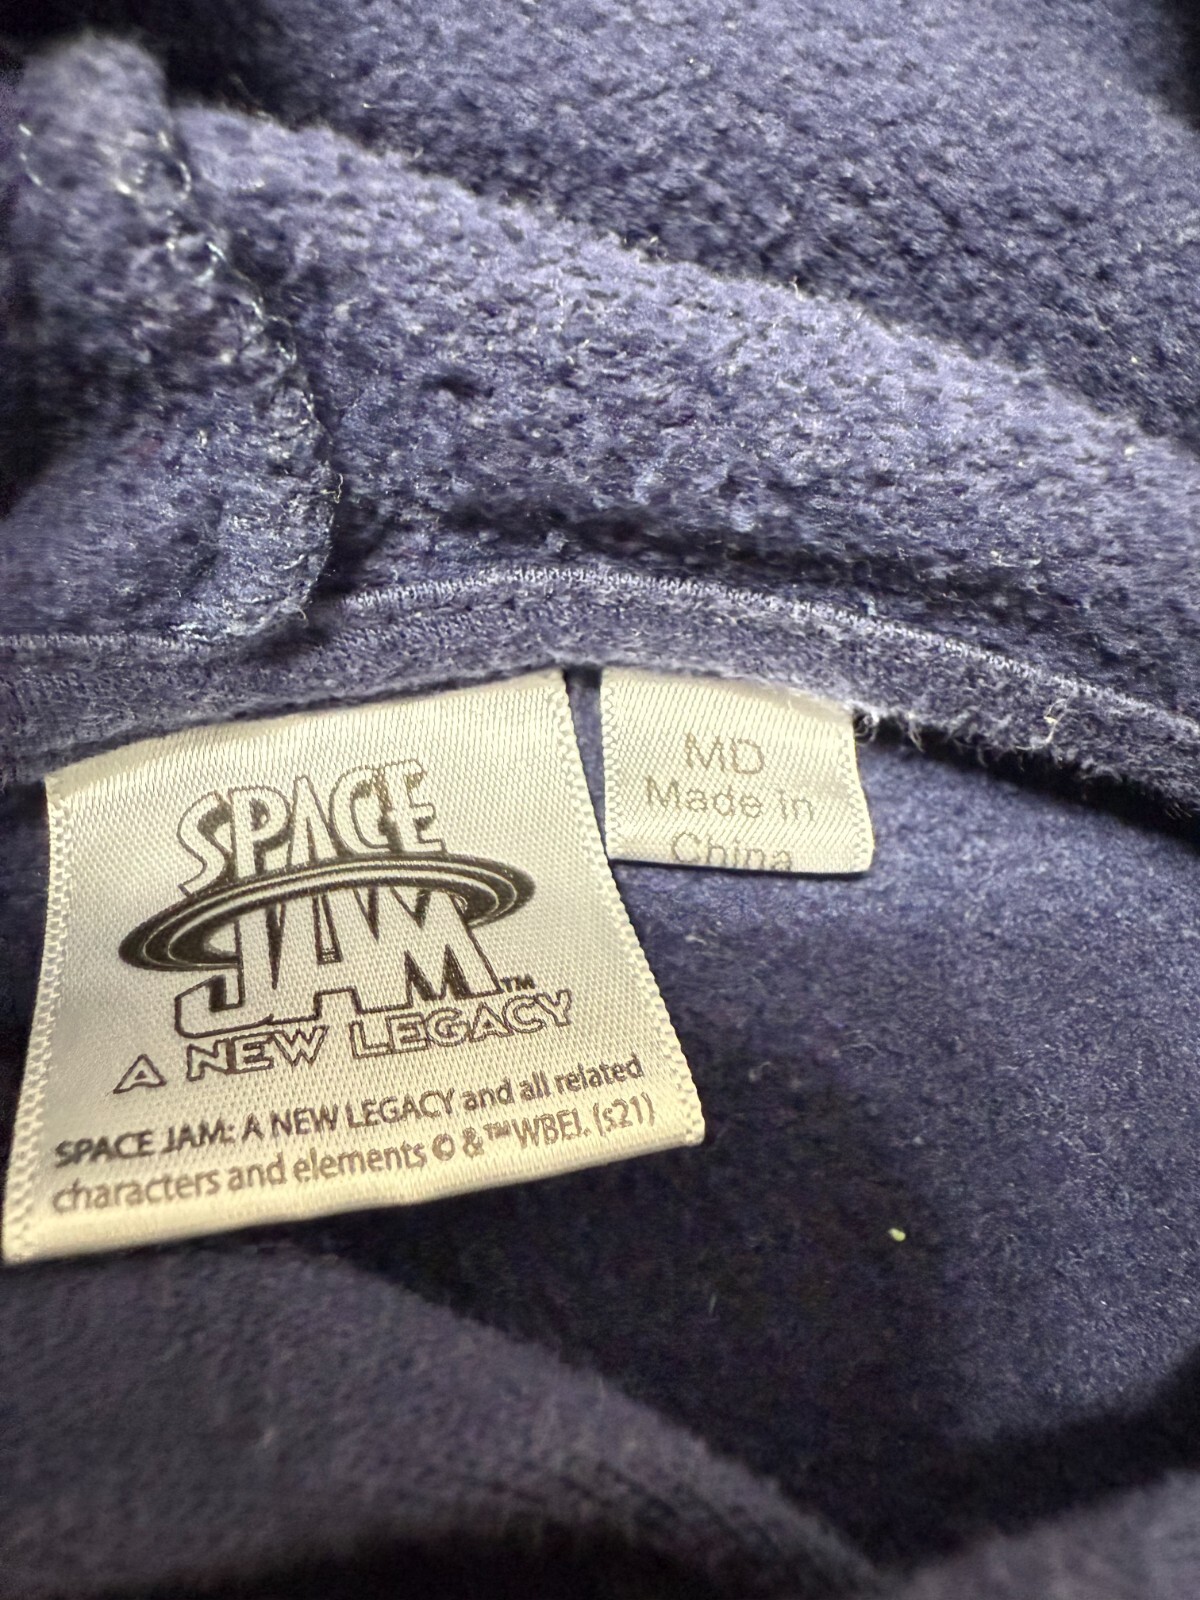 SPACE
JAM™
A NEW LEGACY
SPACE JAM: A NEW LEGACY and all related
characters and elements © & ™ WBEI. (s21)
MD
Made in
China